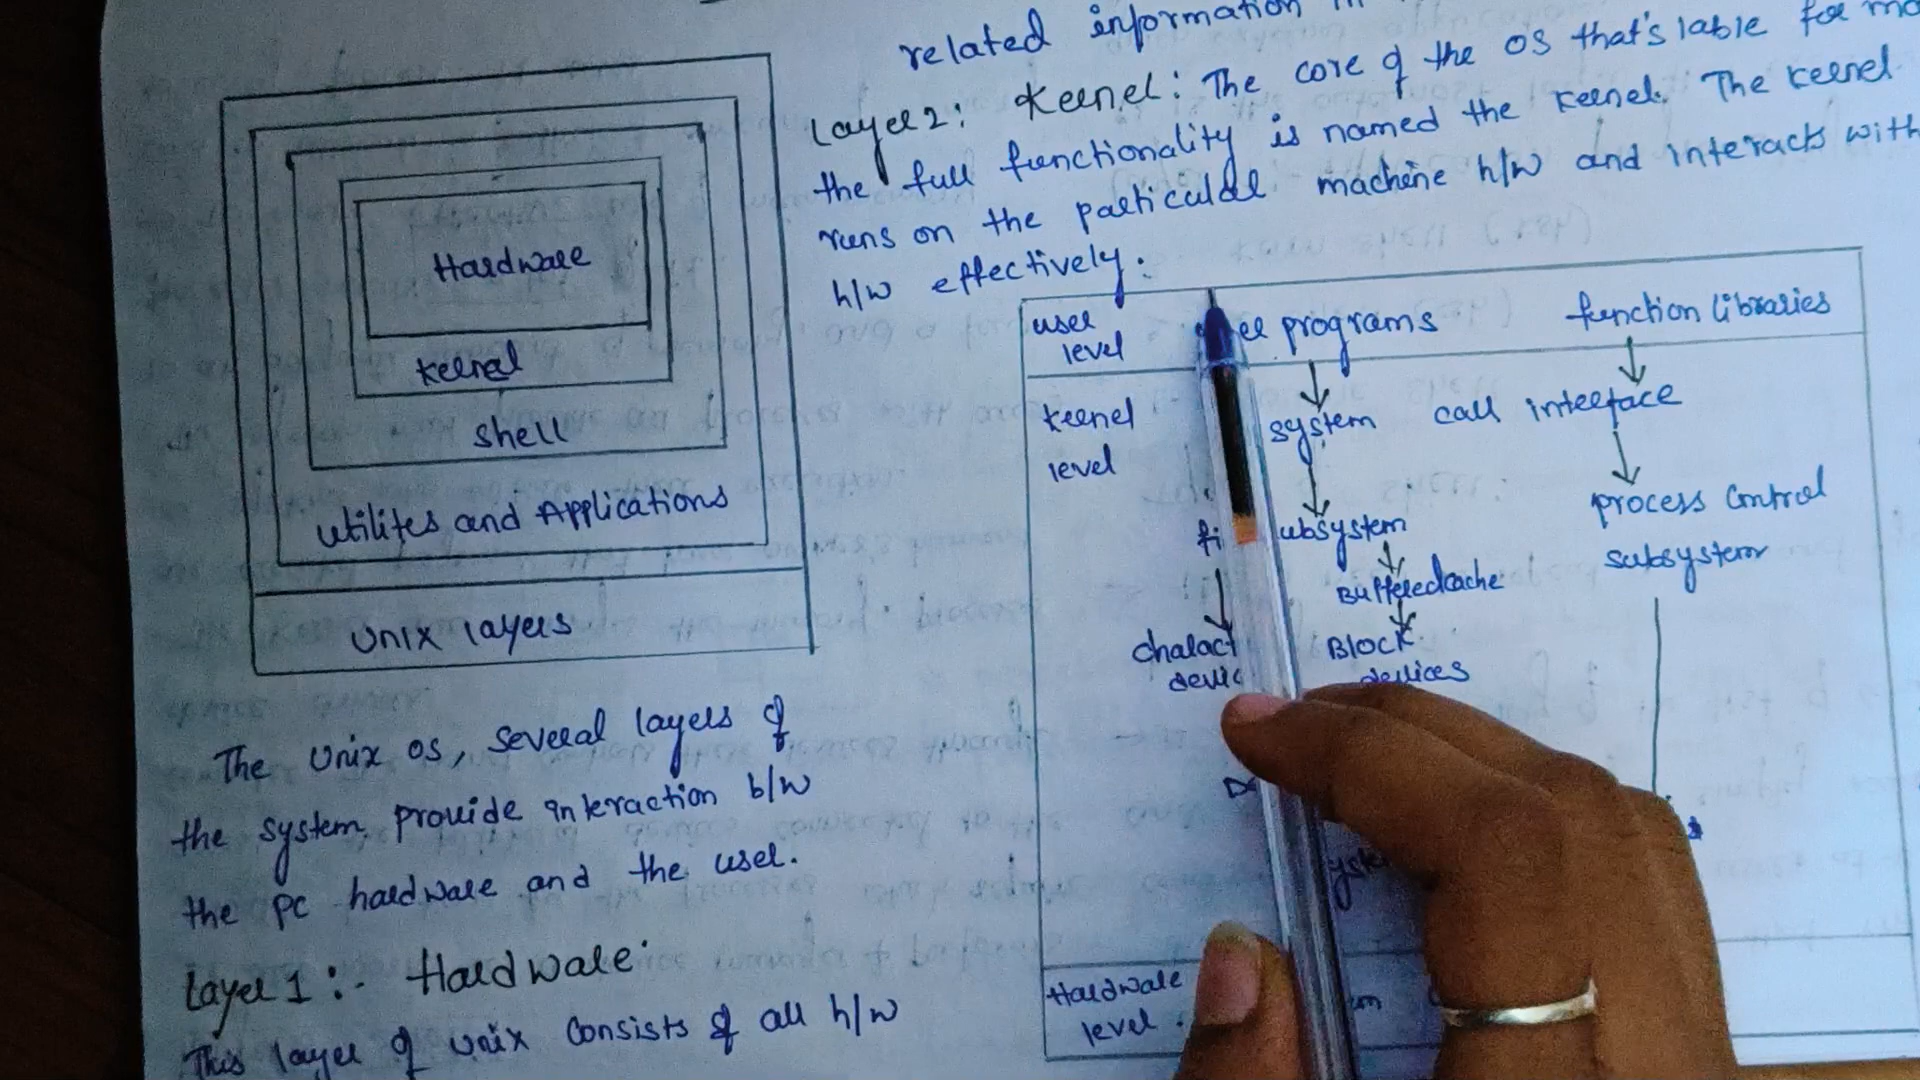 Hardware
Kernel
Shell
Utilites and Applications
Unix layers
The Unix OS, several layers of
the system provide interaction b/w
the PC hardware and the user.
Layer 1 :- Hardware
This layer of unix consists of all h/w
related information
Layer 2: Kernel: The core of the OS that's lable for
the full functionality is named the kernel. The kernel
runs on the particular machine h/w and interacts with
h/w effectively.
user level
programs
function libraries
kernel level
system call interface
ubsystem
process control
subsystem
Bufferedcache
Block
devices
Hardware
level